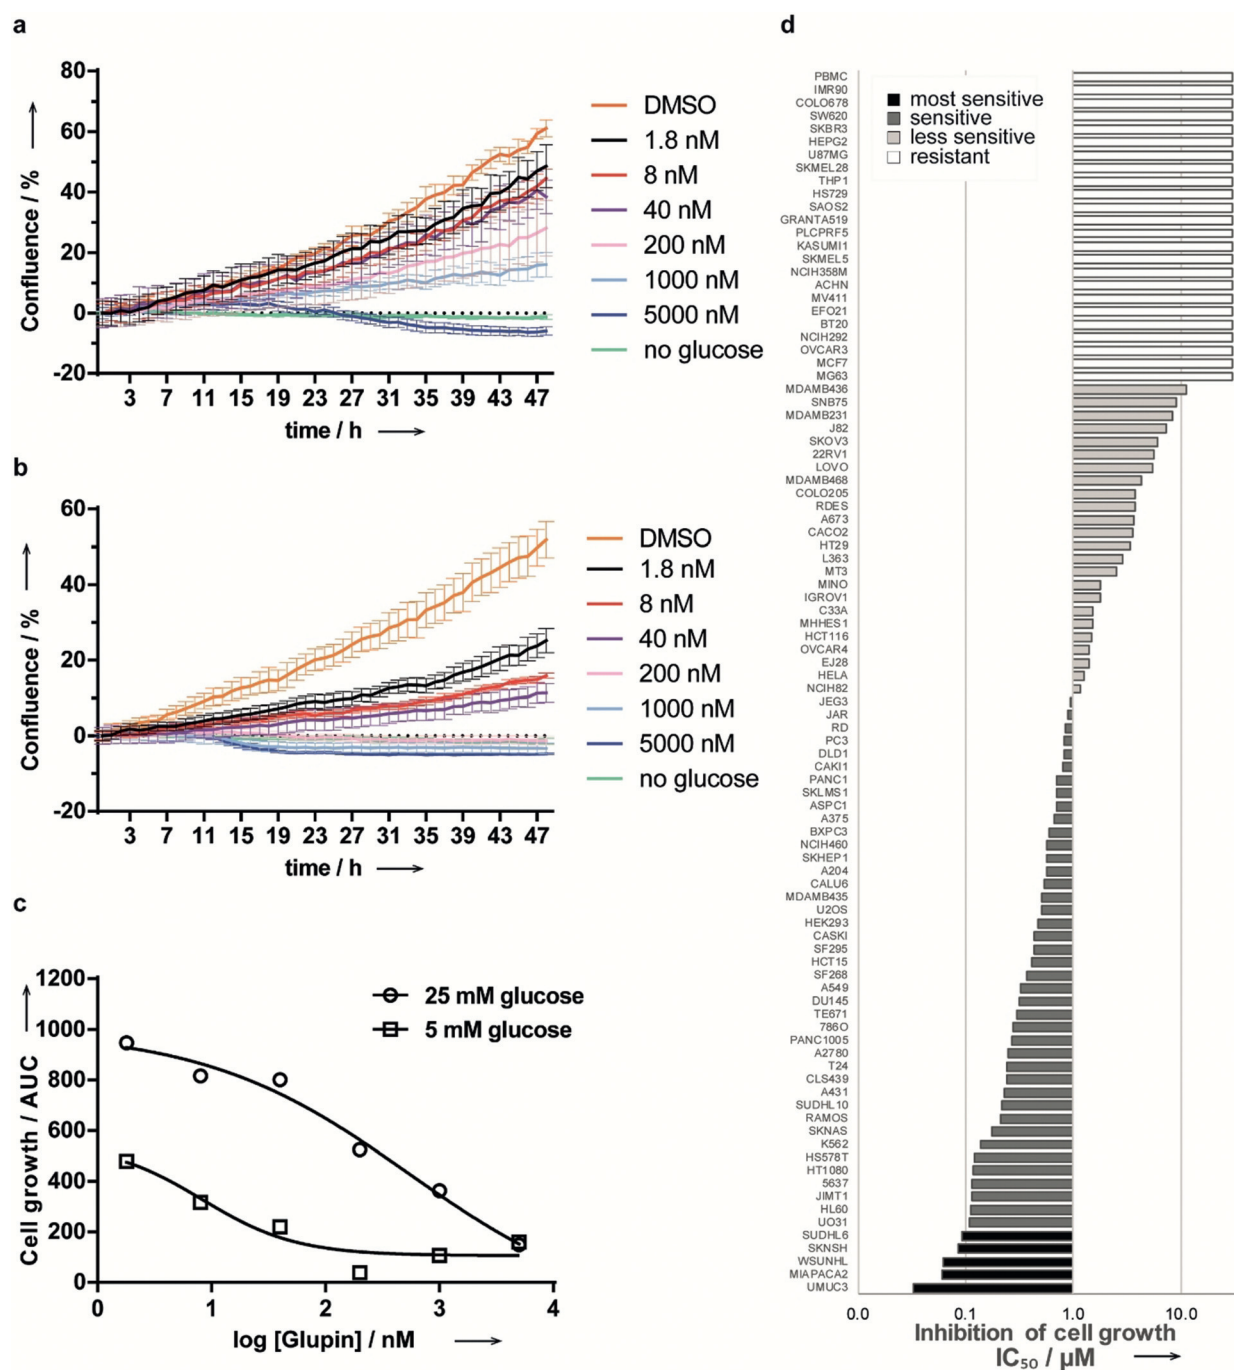 a
80
60
40
20
0
-20
Confluence / %
3 7 11 15 19 23 27 31 35 39 43 47
time / h
DMSO
1.8 nM
8 nM
40 nM
200 nM
1000 nM
5000 nM
no glucose
b
60
40
20
0
-20
Confluence / %
3 7 11 15 19 23 27 31 35 39 43 47
time / h
DMSO
1.8 nM
8 nM
40 nM
200 nM
1000 nM
5000 nM
no glucose
c
1200
1000
800
600
400
200
0
Cell growth / AUC
0 1 2 3 4
log [Glupin] / nM
25 mM glucose
5 mM glucose
d
most sensitive
sensitive
less sensitive
resistant
PBMC
IMR90
COLO678
SW620
SKBR3
HEPG2
U87MG
SKMEL28
THP1
HS729
SAOS2
GRANTA519
PLCPRF5
KASUMI1
SKMEL5
NCIH358M
ACHN
MV411
EFO21
BT20
NCIH292
OVCAR3
MCF7
MG63
MDAMB436
SNB75
MDAMB231
J82
SKOV3
22RV1
LOVO
MDAMB468
COLO205
RDES
A673
CACO2
HT29
L363
MT3
MINO
IGROV1
C33A
MHHES1
HCT116
OVCAR4
EJ28
HELA
NCIH82
JEG3
JAR
RD
PC3
DLD1
CAKI1
PANC1
SKLMS1
ASPC1
A375
BXPC3
NCIH460
SKHEP1
A204
CALU6
MDAMB435
U2OS
HEK293
CASKI
SF295
HCT15
SF268
A549
DU145
TE671
786O
PANC1005
A2780
T24
CLS439
A431
SUDHL10
RAMOS
SKNAS
K562
HS578T
HT1080
5637
JIMT1
HL60
UO31
SUDHL6
SKNSH
WSUNHL
MIAPACA2
UMUC3
0.0 0.1 1.0 10.0
Inhibition of cell growth
IC₅₀ / µM